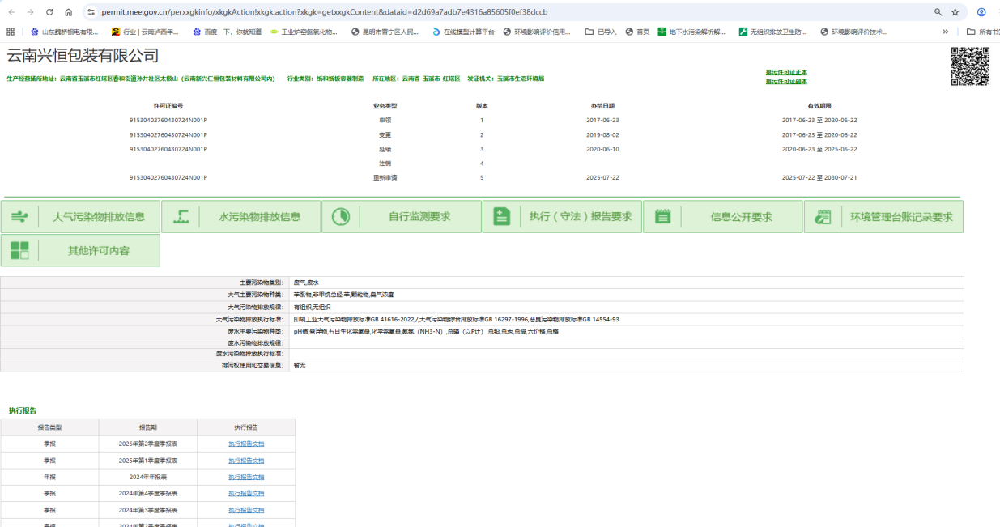 permit.mee.gov.cn/perxxgkinfo/xkgkAction!xkgk.action?xkgk=getxxgkContent&dataid=d2d69a7adb7e4316a85605f0ef38dccb
山东魏桥铝电有限... 行业 | 云南泸西年... 百度一下，你就知道 工业炉窑氮氧化物... 昆明市晋宁区人民... 在线模型计算平台 环境影响评价信用... 已导入 首页 地下水污染解析解... 无组织排放卫生防... 环境影响评价技术... » 所有书签
云南兴恒包装有限公司
生产经营场所地址：云南省玉溪市红塔区春和街道孙井社区太极山（云南新兴仁恒包装材料有限公司内） 行业类别：纸和纸板容器制造 所在地区：云南省-玉溪市-红塔区 发证机关：玉溪市生态环境局
排污许可证正本
排污许可证副本
许可证编号 业务类型 版本 办结日期 有效期限
91530402760430724N001P 申领 1 2017-06-23 2017-06-23 至 2020-06-22
91530402760430724N001P 变更 2 2019-08-02
91530402760430724N001P 延续 3 2020-06-10 2020-06-23 至 2025-06-22
注销 4
91530402760430724N001P 重新申请 5 2025-07-22 2025-07-22 至 2030-07-21
大气污染物排放信息 水污染物排放信息 自行监测要求 执行（守法）报告要求 信息公开要求 环境管理台账记录要求
其他许可内容
主要污染物类别： 废气,废水
大气主要污染物种类： 苯系物,非甲烷总烃,苯,颗粒物,臭气浓度
大气污染物排放规律： 有组织,无组织
大气污染物排放执行标准： 印刷工业大气污染物排放标准GB 41616-2022,/,大气污染物综合排放标准GB 16297-1996,恶臭污染物排放标准GB 14554-93
废水主要污染物种类： pH值,悬浮物,五日生化需氧量,化学需氧量,氨氮（NH3-N）,总磷（以P计）,总铅,总汞,总镉,六价铬,总铬
废水污染物排放规律：
废水污染物排放执行标准：
排污权使用和交易信息： 暂无
执行报告
报告类型 报告期 执行报告
季报 2025年第2季度季报表 执行报告文档
季报 2025年第1季度季报表 执行报告文档
年报 2024年年报表 执行报告文档
季报 2024年第4季度季报表 执行报告文档
季报 2024年第3季度季报表 执行报告文档
季报 2024年第2季度季报表 执行报告文档